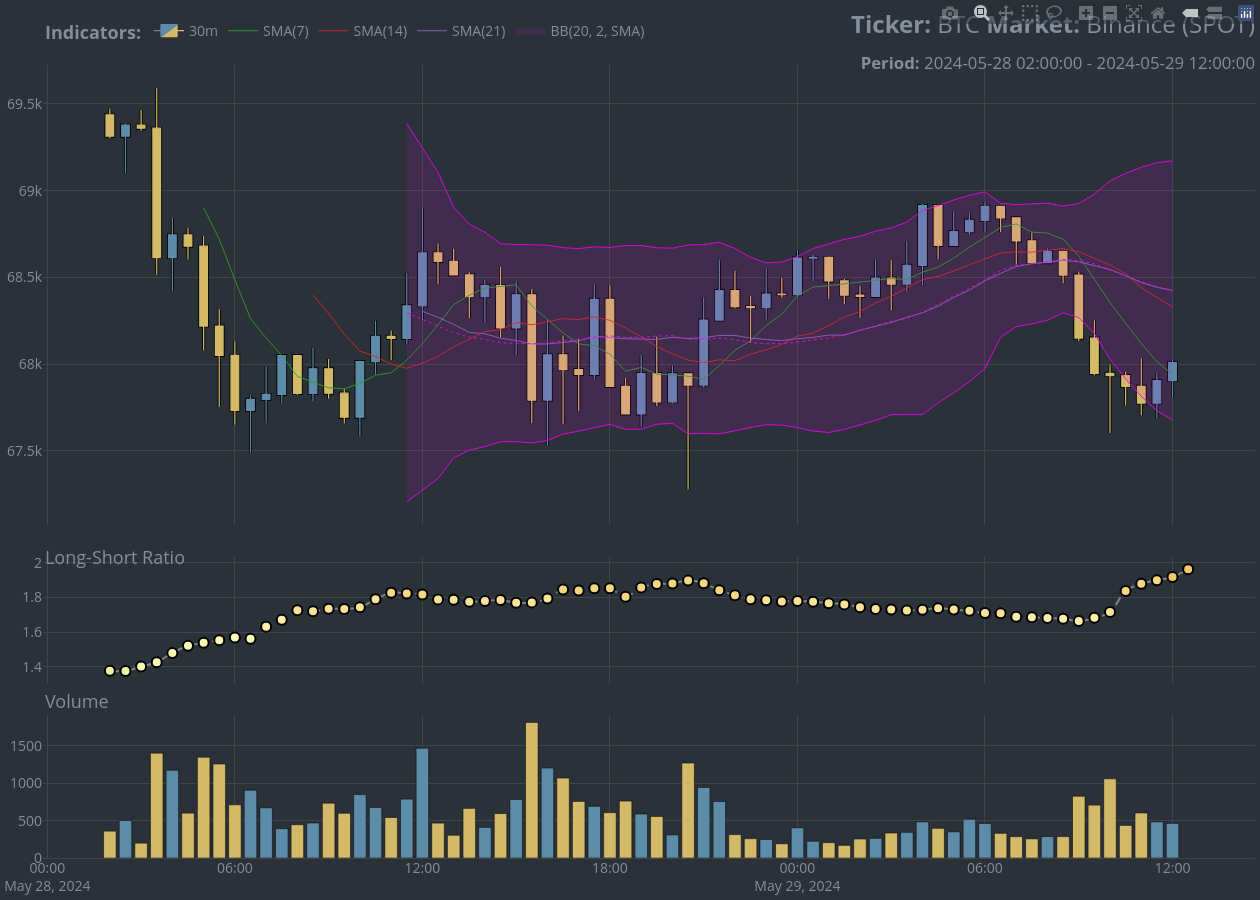 Indicators: 30m SMA(7) SMA(14) SMA(21) BB(20, 2, SMA)
Ticker: BTC Market: Binance (SPOT)
Period: 2024-05-28 02:00:00 - 2024-05-29 12:00:00
69.5k
69k
68.5k
68k
67.5k
Long-Short Ratio
2
1.8
1.6
1.4
Volume
1500
1000
500
0
00:00 06:00 12:00 18:00 00:00 06:00 12:00
May 28, 2024 May 29, 2024